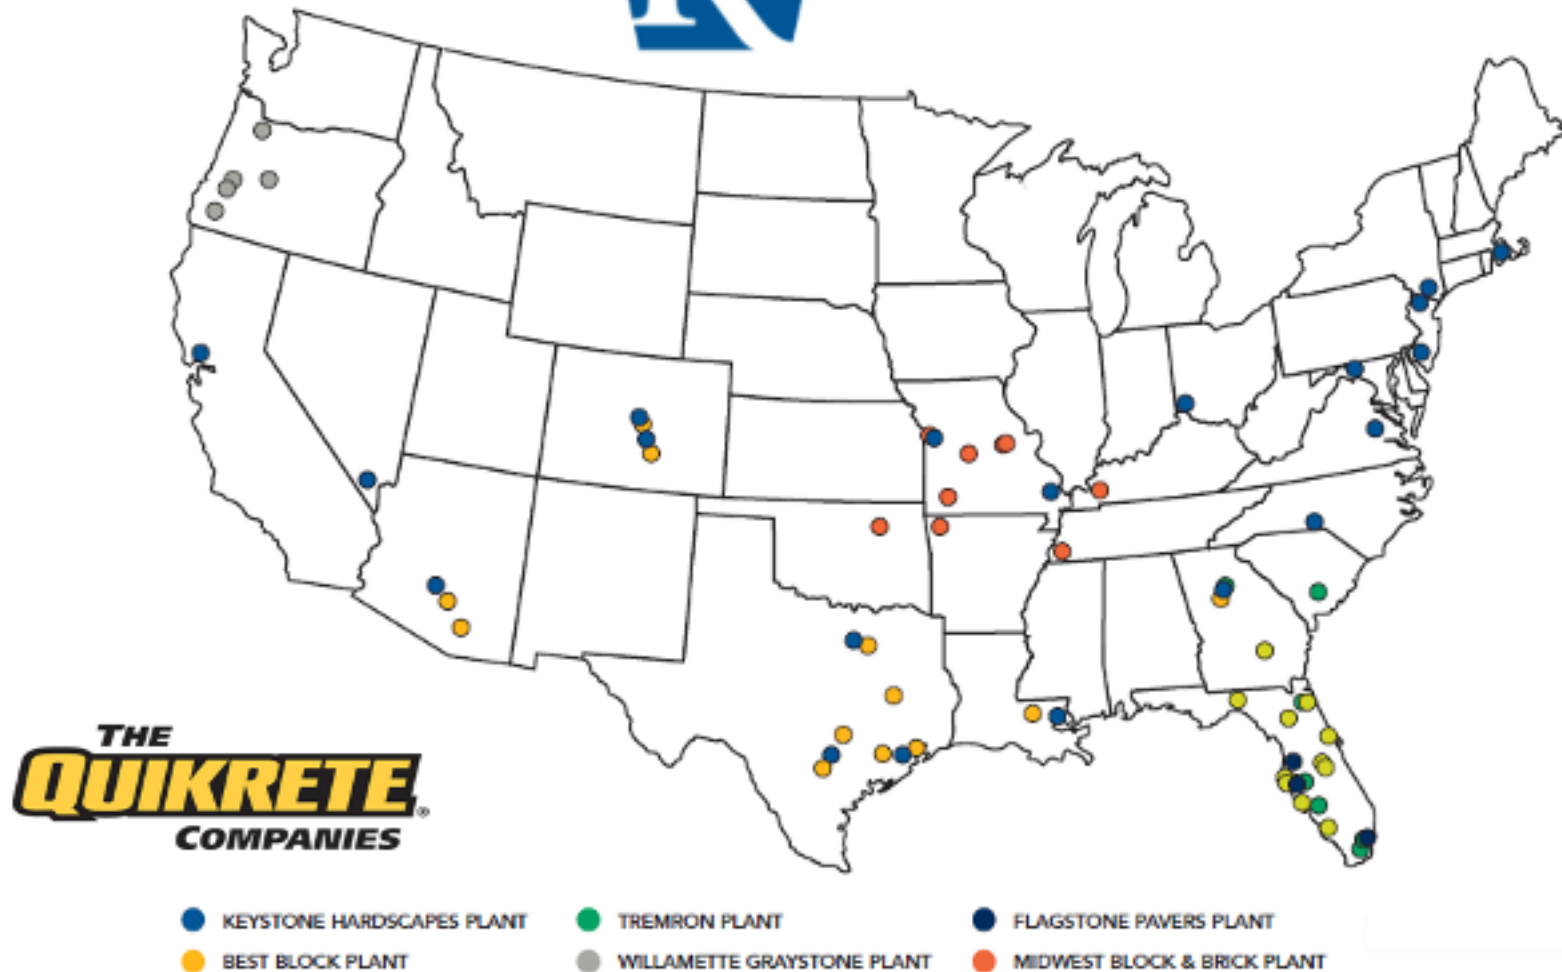 THE
QUIKRETE®
COMPANIES
KEYSTONE HARDSCAPES PLANT
TREMRON PLANT
FLAGSTONE PAVERS PLANT
BEST BLOCK PLANT
WILLAMETTE GRAYSTONE PLANT
MIDWEST BLOCK & BRICK PLANT